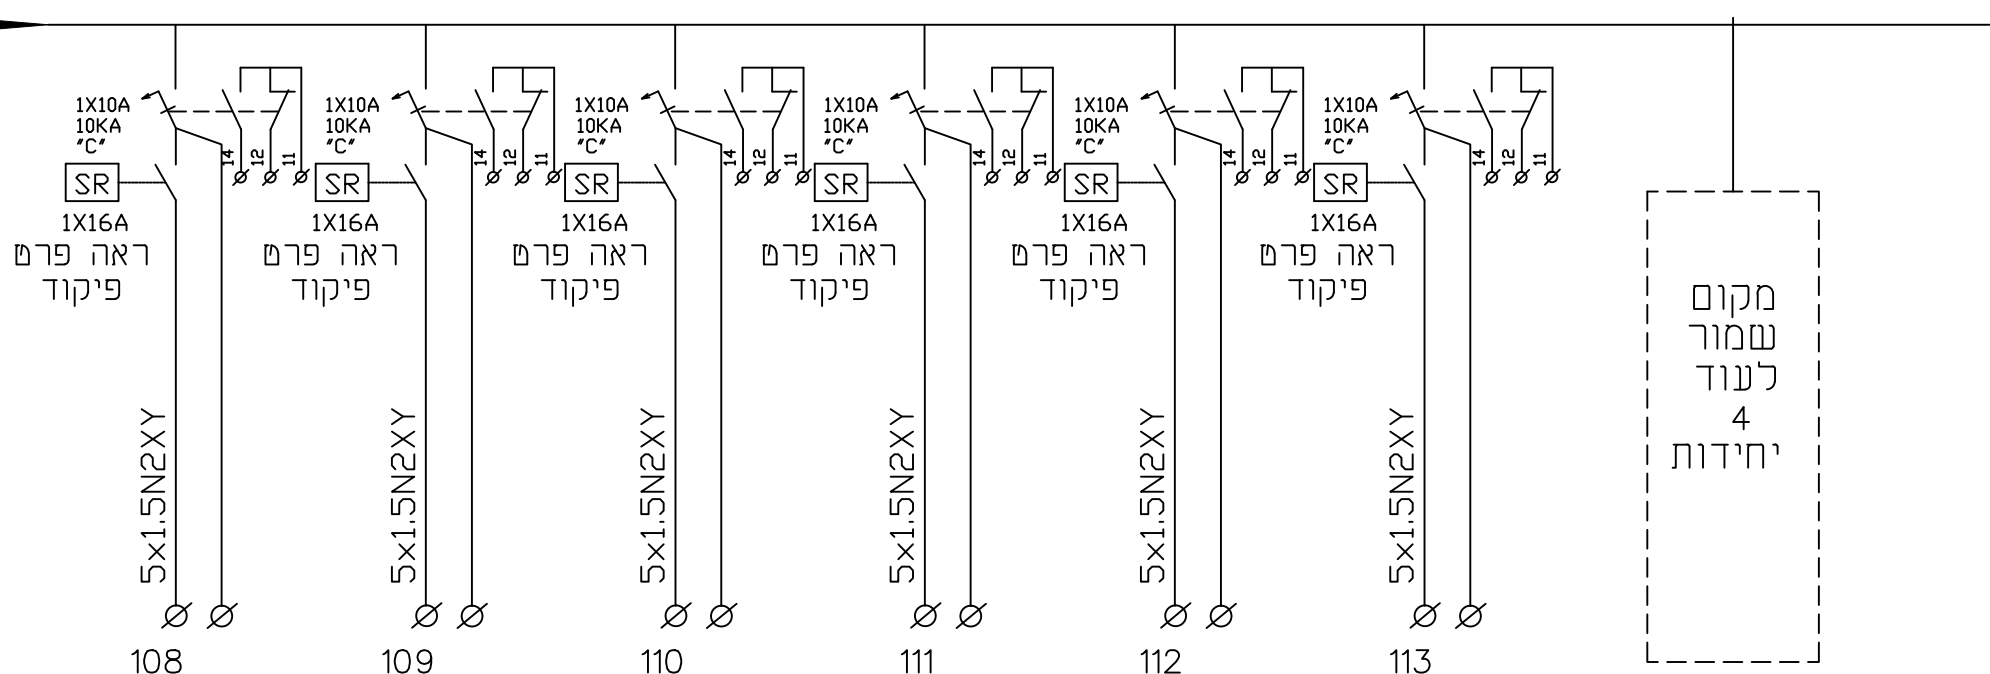 1X10A
10KA
"C"
14
12
11
SR
1X16A
ראה פרט
פיקוד
5x1.5N2XY
108
1X10A
10KA
"C"
14
12
11
SR
1X16A
ראה פרט
פיקוד
5x1.5N2XY
109
1X10A
10KA
"C"
14
12
11
SR
1X16A
ראה פרט
פיקוד
5x1.5N2XY
110
1X10A
10KA
"C"
14
12
11
SR
1X16A
ראה פרט
פיקוד
5x1.5N2XY
111
1X10A
10KA
"C"
14
12
11
SR
1X16A
ראה פרט
פיקוד
5x1.5N2XY
112
1X10A
10KA
"C"
14
12
11
SR
1X16A
ראה פרט
פיקוד
5x1.5N2XY
113
מקום
שמור
לעוד
4
יחידות